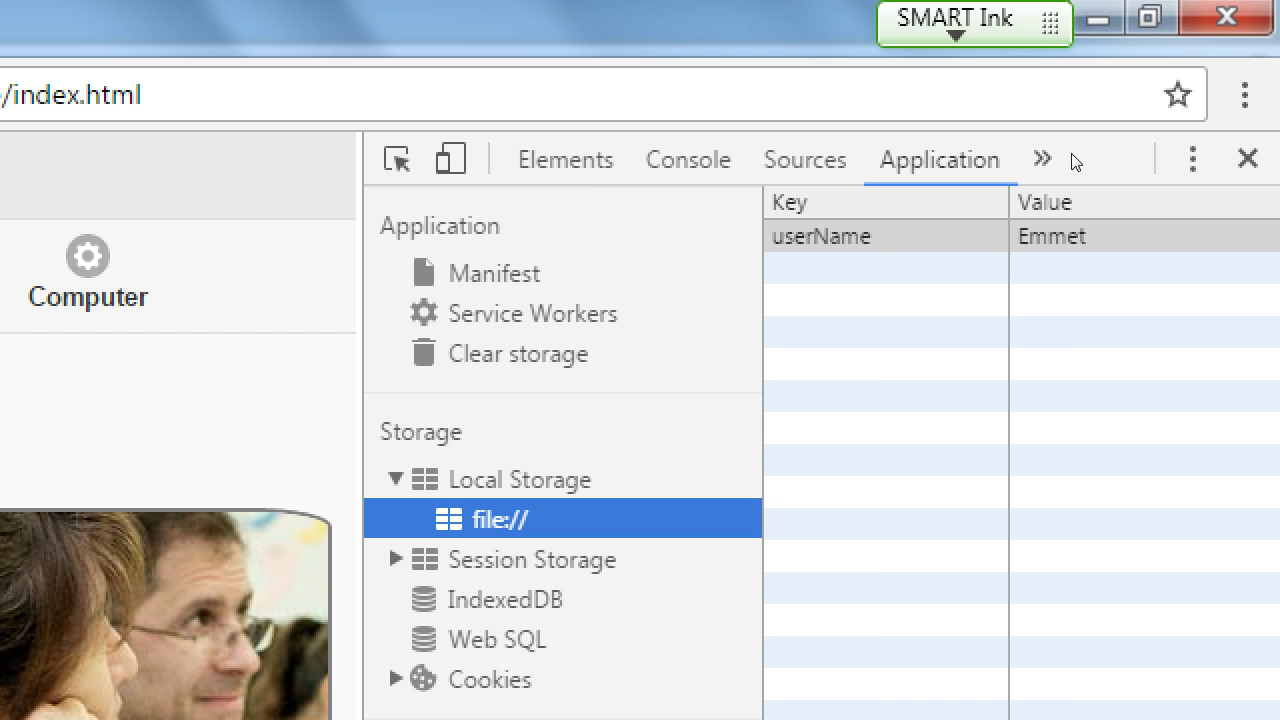 SMART Ink
/index.html
Elements Console Sources Application
Key Value
userName Emmet
Application
Manifest
Service Workers
Clear storage
Storage
Local Storage
file://
Session Storage
IndexedDB
Web SQL
Cookies
Computer